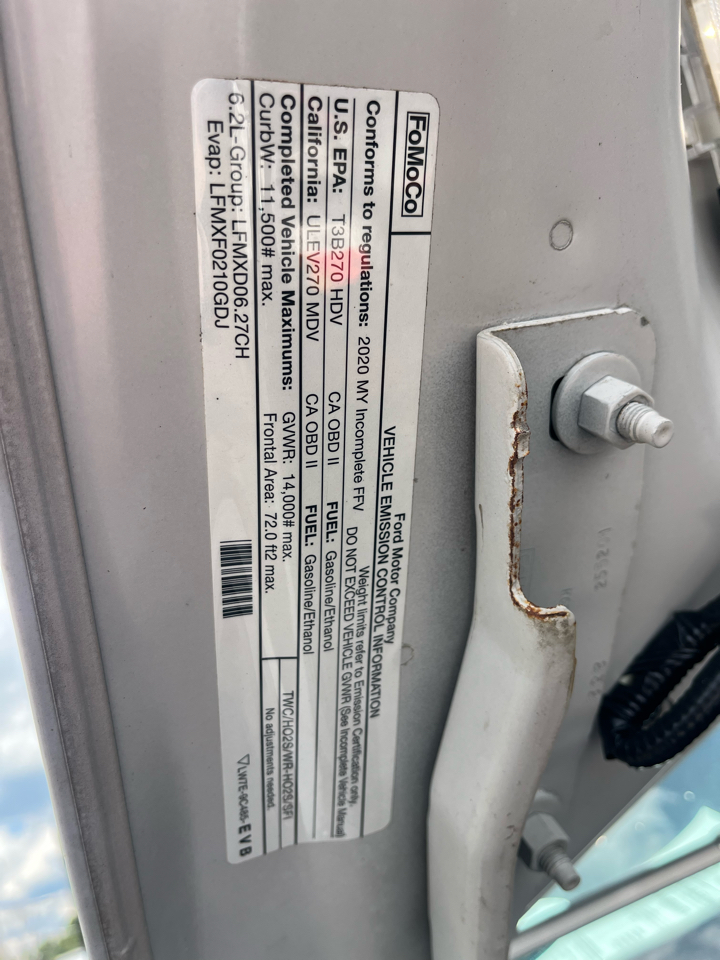 FoMoCo
Ford Motor Company
VEHICLE EMISSION CONTROL INFORMATION
Conforms to regulations: 2020 MY Incomplete FFV
Weight limits refer to Emission Certification only.
DO NOT EXCEED VEHICLE GVWR (See Incomplete Vehicle Manual)
U.S. EPA: T3B270 HDV CA OBD II FUEL: Gasoline/Ethanol
California: ULEV270 MDV CA OBD II FUEL: Gasoline/Ethanol
Completed Vehicle Maximums: GVWR: 14,000# max.
CurbW: 11,500# max. Frontal Area: 72.0 ft2 max.
TWC/HO2S/WR-HO2S/SFI
No adjustments needed.
6.2L-Group: LFMXD06.27CH
Evap: LFMXF0210GDJ
LW7E-9C485-EVB